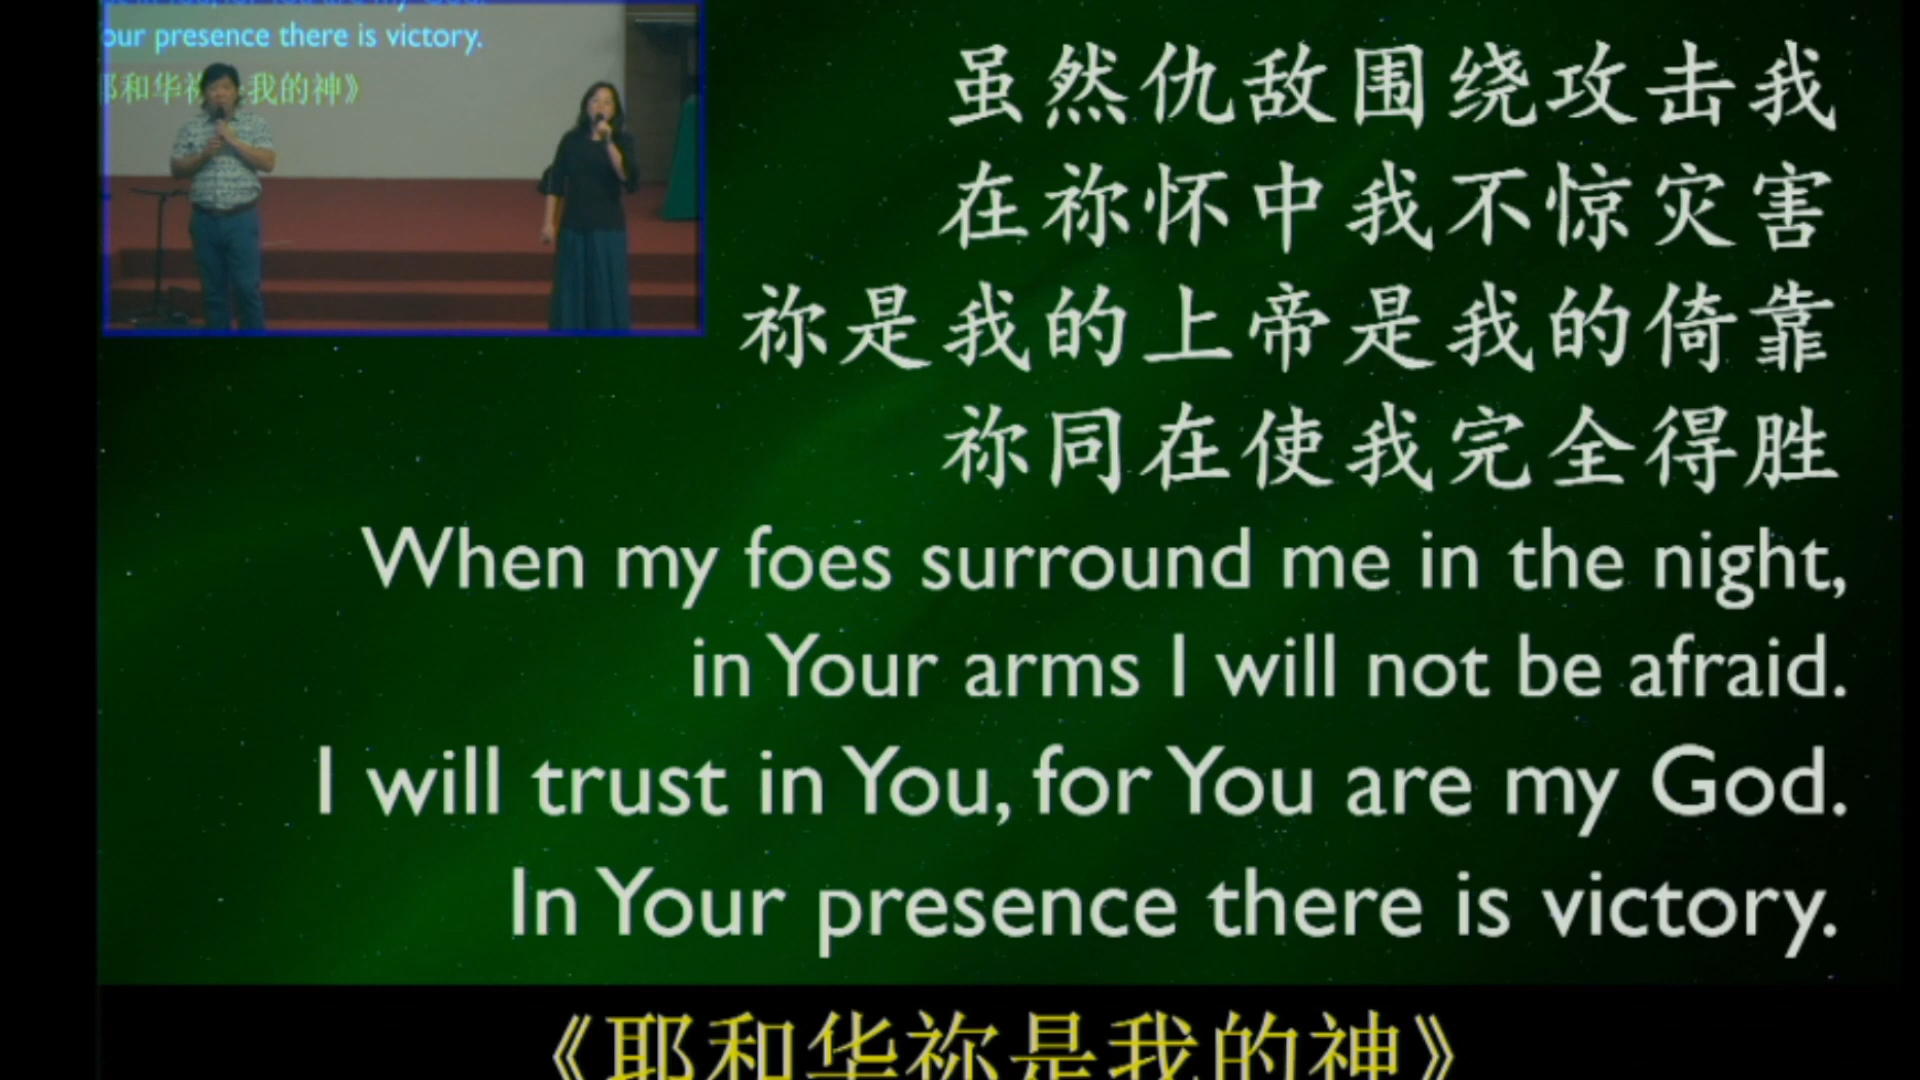 our presence there is victory.
和华祢是我的神》
虽然仇敌围绕攻击我
在祢怀中我不惊灾害
祢是我的上帝是我的倚靠
祢同在使我完全得胜
When my foes surround me in the night,
in Your arms I will not be afraid.
I will trust in You, for You are my God.
In Your presence there is victory.
《耶和华祢是我的神》